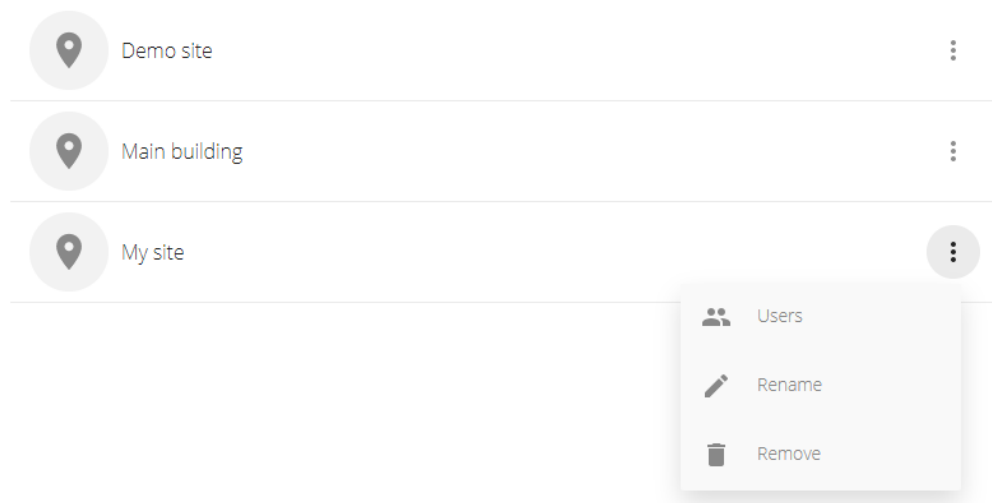 Demo site
Main building
My site
Users
Rename
Remove